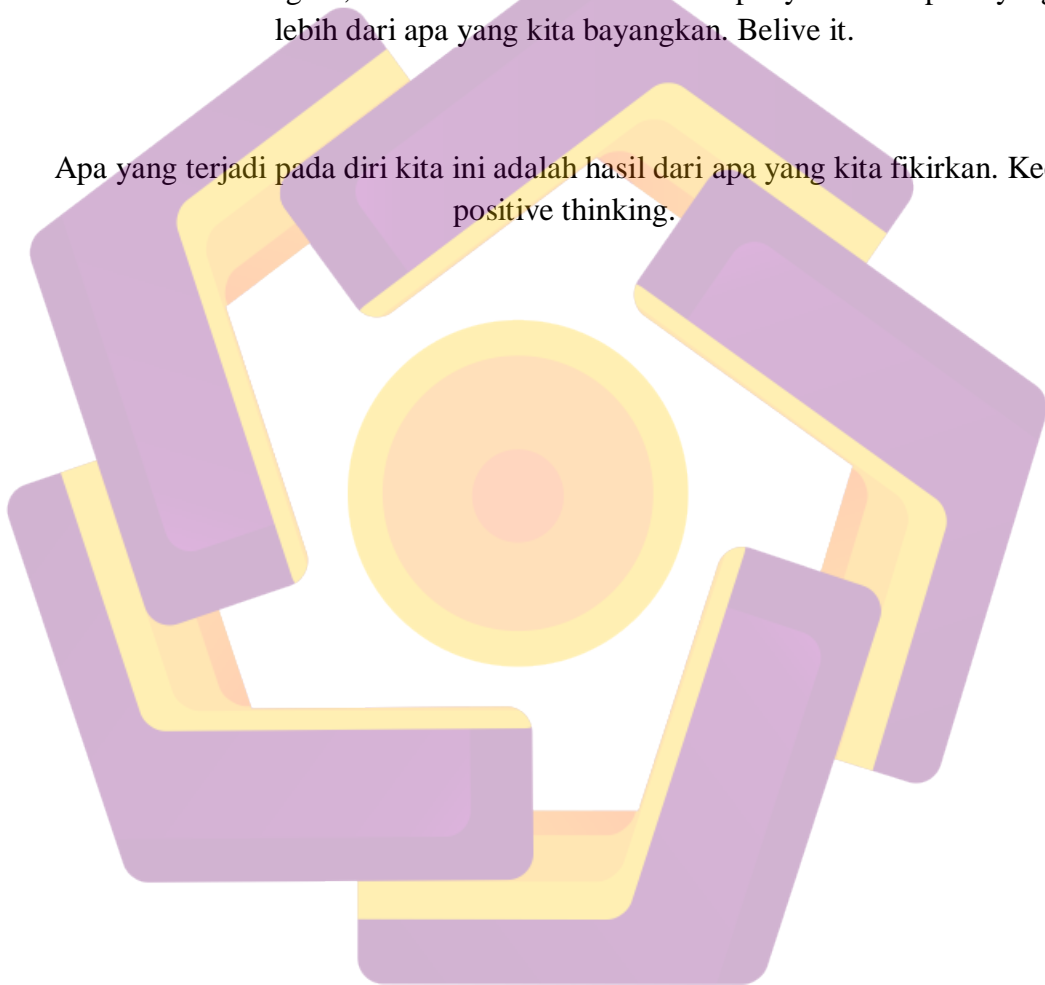 lebih dari apa yang kita bayangkan. Belive it.
Apa yang terjadi pada diri kita ini adalah hasil dari apa yang kita fikirkan.
positive thinking.